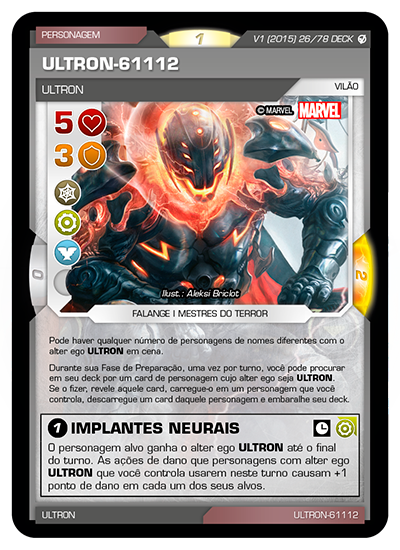 PERSONAGEM
1
V1 (2015) 26/78 DECK
ULTRON-61112
ULTRON
VILÃO
© MARVEL MARVEL
5
3
0
2
Ilust.: Aleksi Briclot
FALANGE | MESTRES DO TERROR
Pode haver qualquer número de personagens de nomes diferentes com o
alter ego ULTRON em cena.
Durante sua Fase de Preparação, uma vez por turno, você pode procurar
em seu deck por um card de personagem cujo alter ego seja ULTRON.
Se o fizer, revele aquele card, carregue-o em um personagem que você
controla, descarregue um card daquele personagem e embaralhe seu deck.
1 IMPLANTES NEURAIS
O personagem alvo ganha o alter ego ULTRON até o final
do turno. As ações de dano que personagens com alter ego
ULTRON que você controla usarem neste turno causam +1
ponto de dano em cada um dos seus alvos.
ULTRON
ULTRON-61112